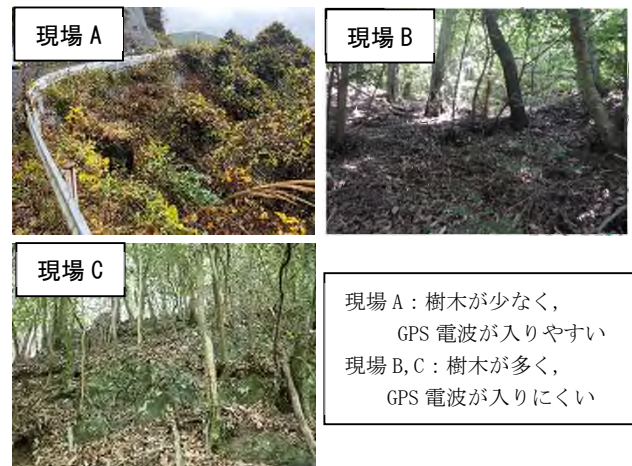 現場 A
現場 B
現場 C
現場 A：樹木が少なく，
GPS 電波が入りやすい
現場 B,C：樹木が多く，
GPS 電波が入りにくい